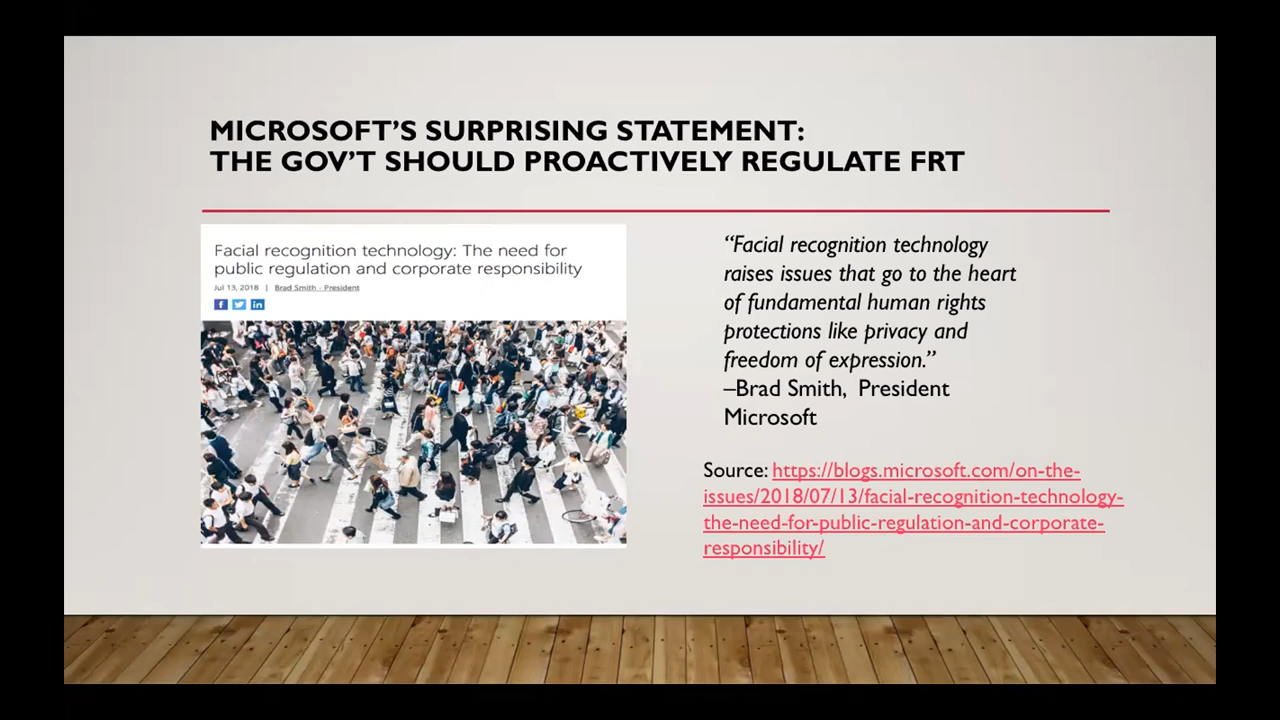 MICROSOFT’S SURPRISING STATEMENT:
THE GOV’T SHOULD PROACTIVELY REGULATE FRT
Facial recognition technology: The need for
public regulation and corporate responsibility
Jul 13, 2018 | Brad Smith - President
“Facial recognition technology
raises issues that go to the heart
of fundamental human rights
protections like privacy and
freedom of expression.”
–Brad Smith, President
Microsoft
Source: https://blogs.microsoft.com/on-the-
issues/2018/07/13/facial-recognition-technology-
the-need-for-public-regulation-and-corporate-
responsibility/